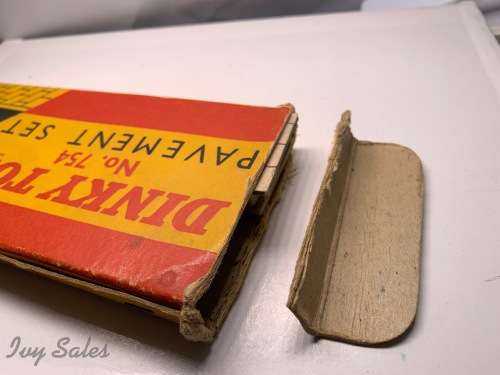 PAVEMENT SET
No. 754
DINKY TO
Ivy Sales